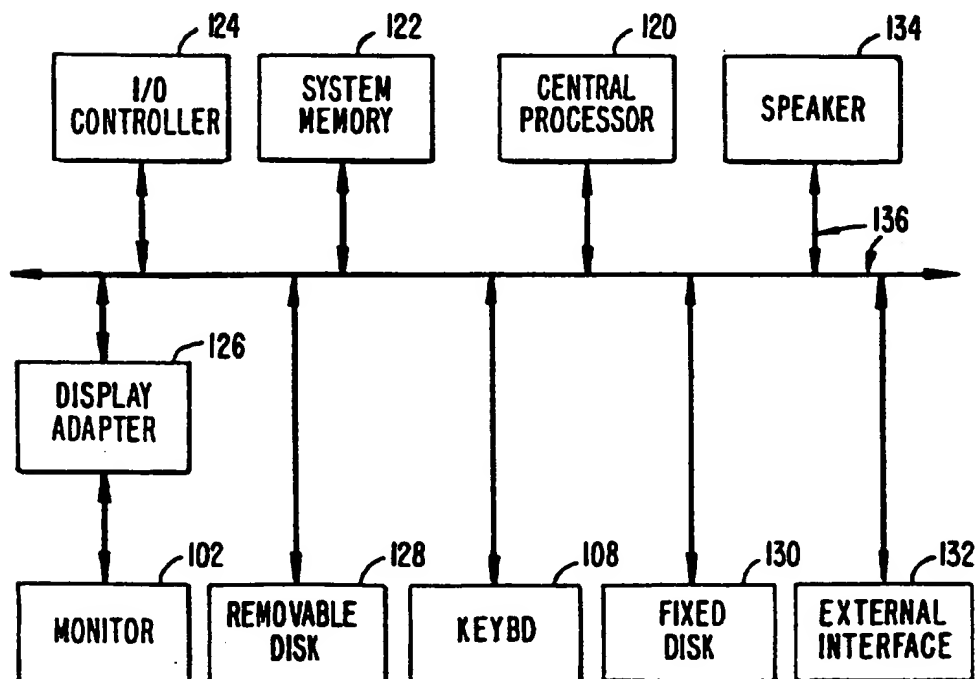 124
122
120
134
I/O
CONTROLLER
SYSTEM
MEMORY
CENTRAL
PROCESSOR
SPEAKER
136
126
DISPLAY
ADAPTER
102
128
108
130
132
MONITOR
REMOVABLE
DISK
KEYBD
FIXED
DISK
EXTERNAL
INTERFACE